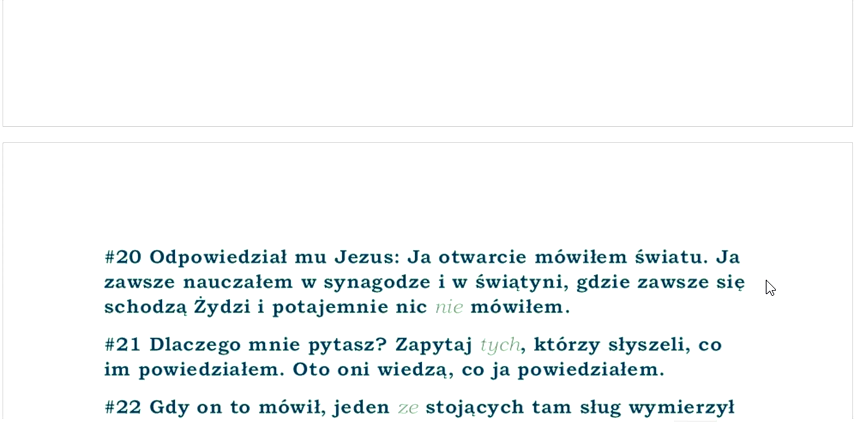 #20 Odpowiedział mu Jezus: Ja otwarcie mówiłem światu. Ja
zawsze nauczałem w synagodze i w świątyni, gdzie zawsze się
schodzą Żydzi i potajemnie nic nie mówiłem.
#21 Dlaczego mnie pytasz? Zapytaj tych, którzy słyszeli, co
im powiedziałem. Oto oni wiedzą, co ja powiedziałem.
#22 Gdy on to mówił, jeden ze stojących tam sług wymierzył